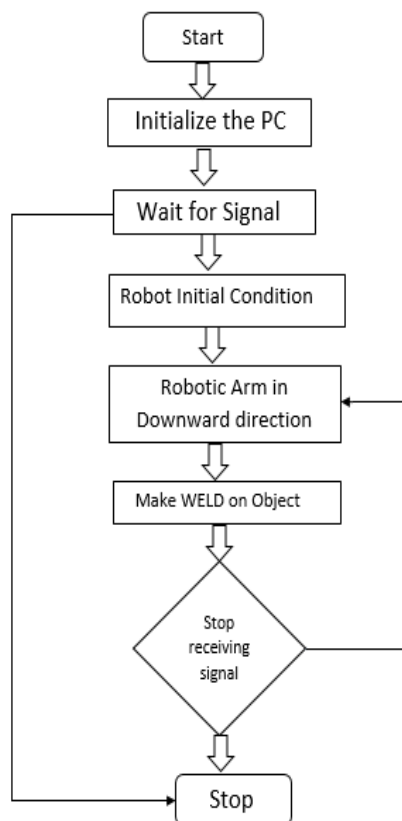 Start
Initialize the PC
Wait for Signal
Robot Initial Condition
Robotic Arm in
Downward direction
Make WELD on Object
Stop
receiving
signal
Stop